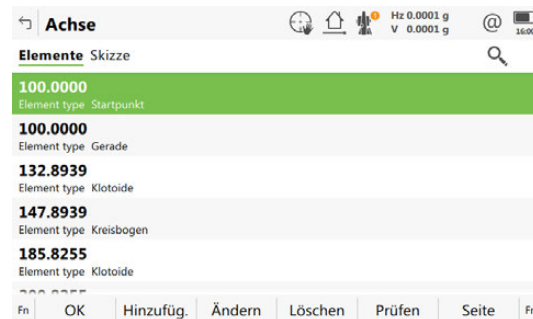 Achse
Hz 0.0001 g
V 0.0001 g
@
16:00
Elemente Skizze
100.0000
Element type Startpunkt
100.0000
Element type Gerade
132.8939
Element type Klotoide
147.8939
Element type Kreisbogen
185.8255
Element type Klotoide
Fn OK Hinzufüg. Ändern Löschen Prüfen Seite